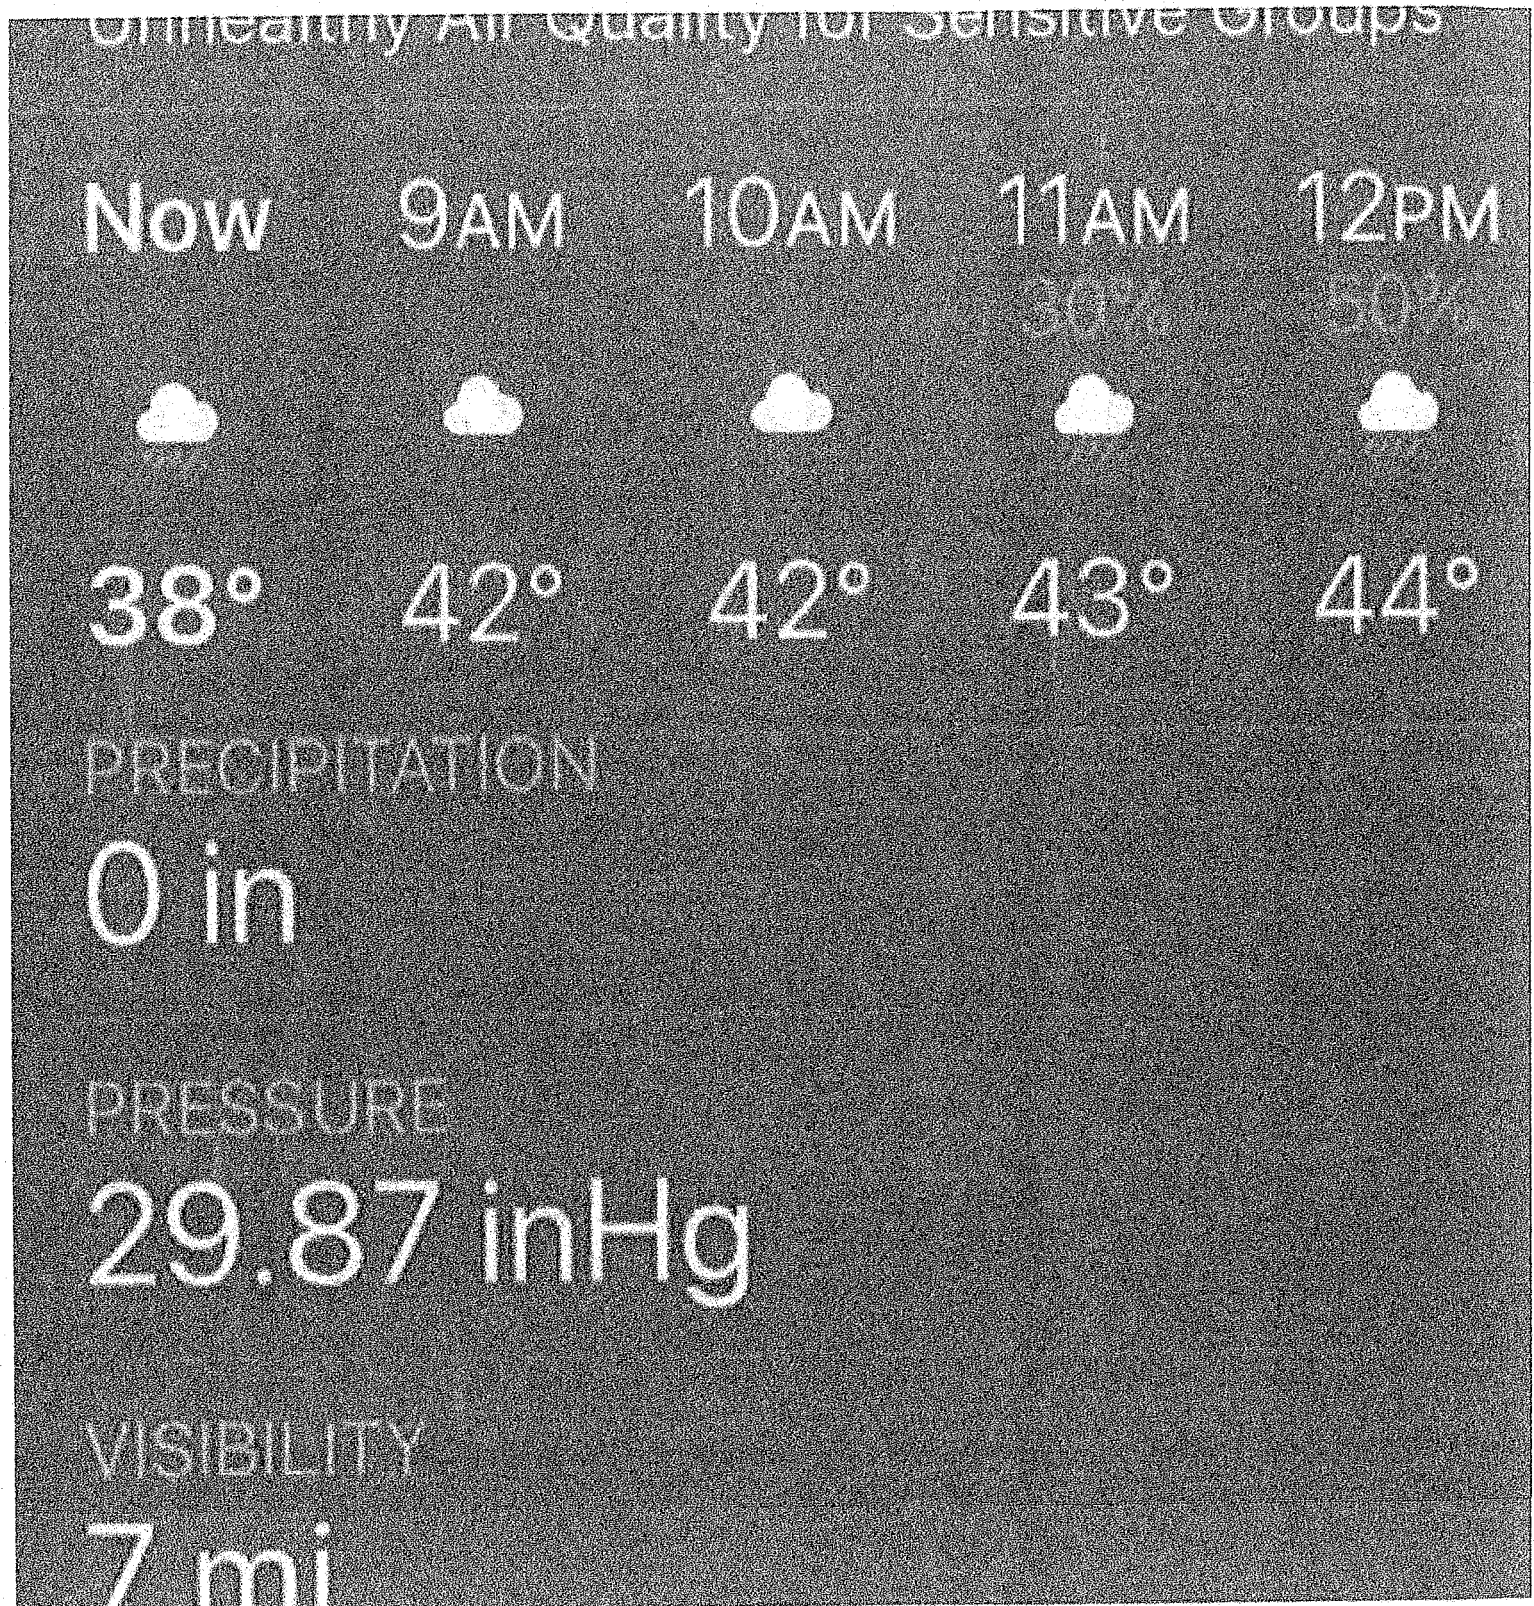 Unhealthy Air Quality for Sensitive Groups
Now 9AM 10AM 11AM 12PM
30%
38° 42° 42° 43° 44°
PRECIPITATION
0 in
PRESSURE
29.87 inHg
VISIBILITY
7 mi